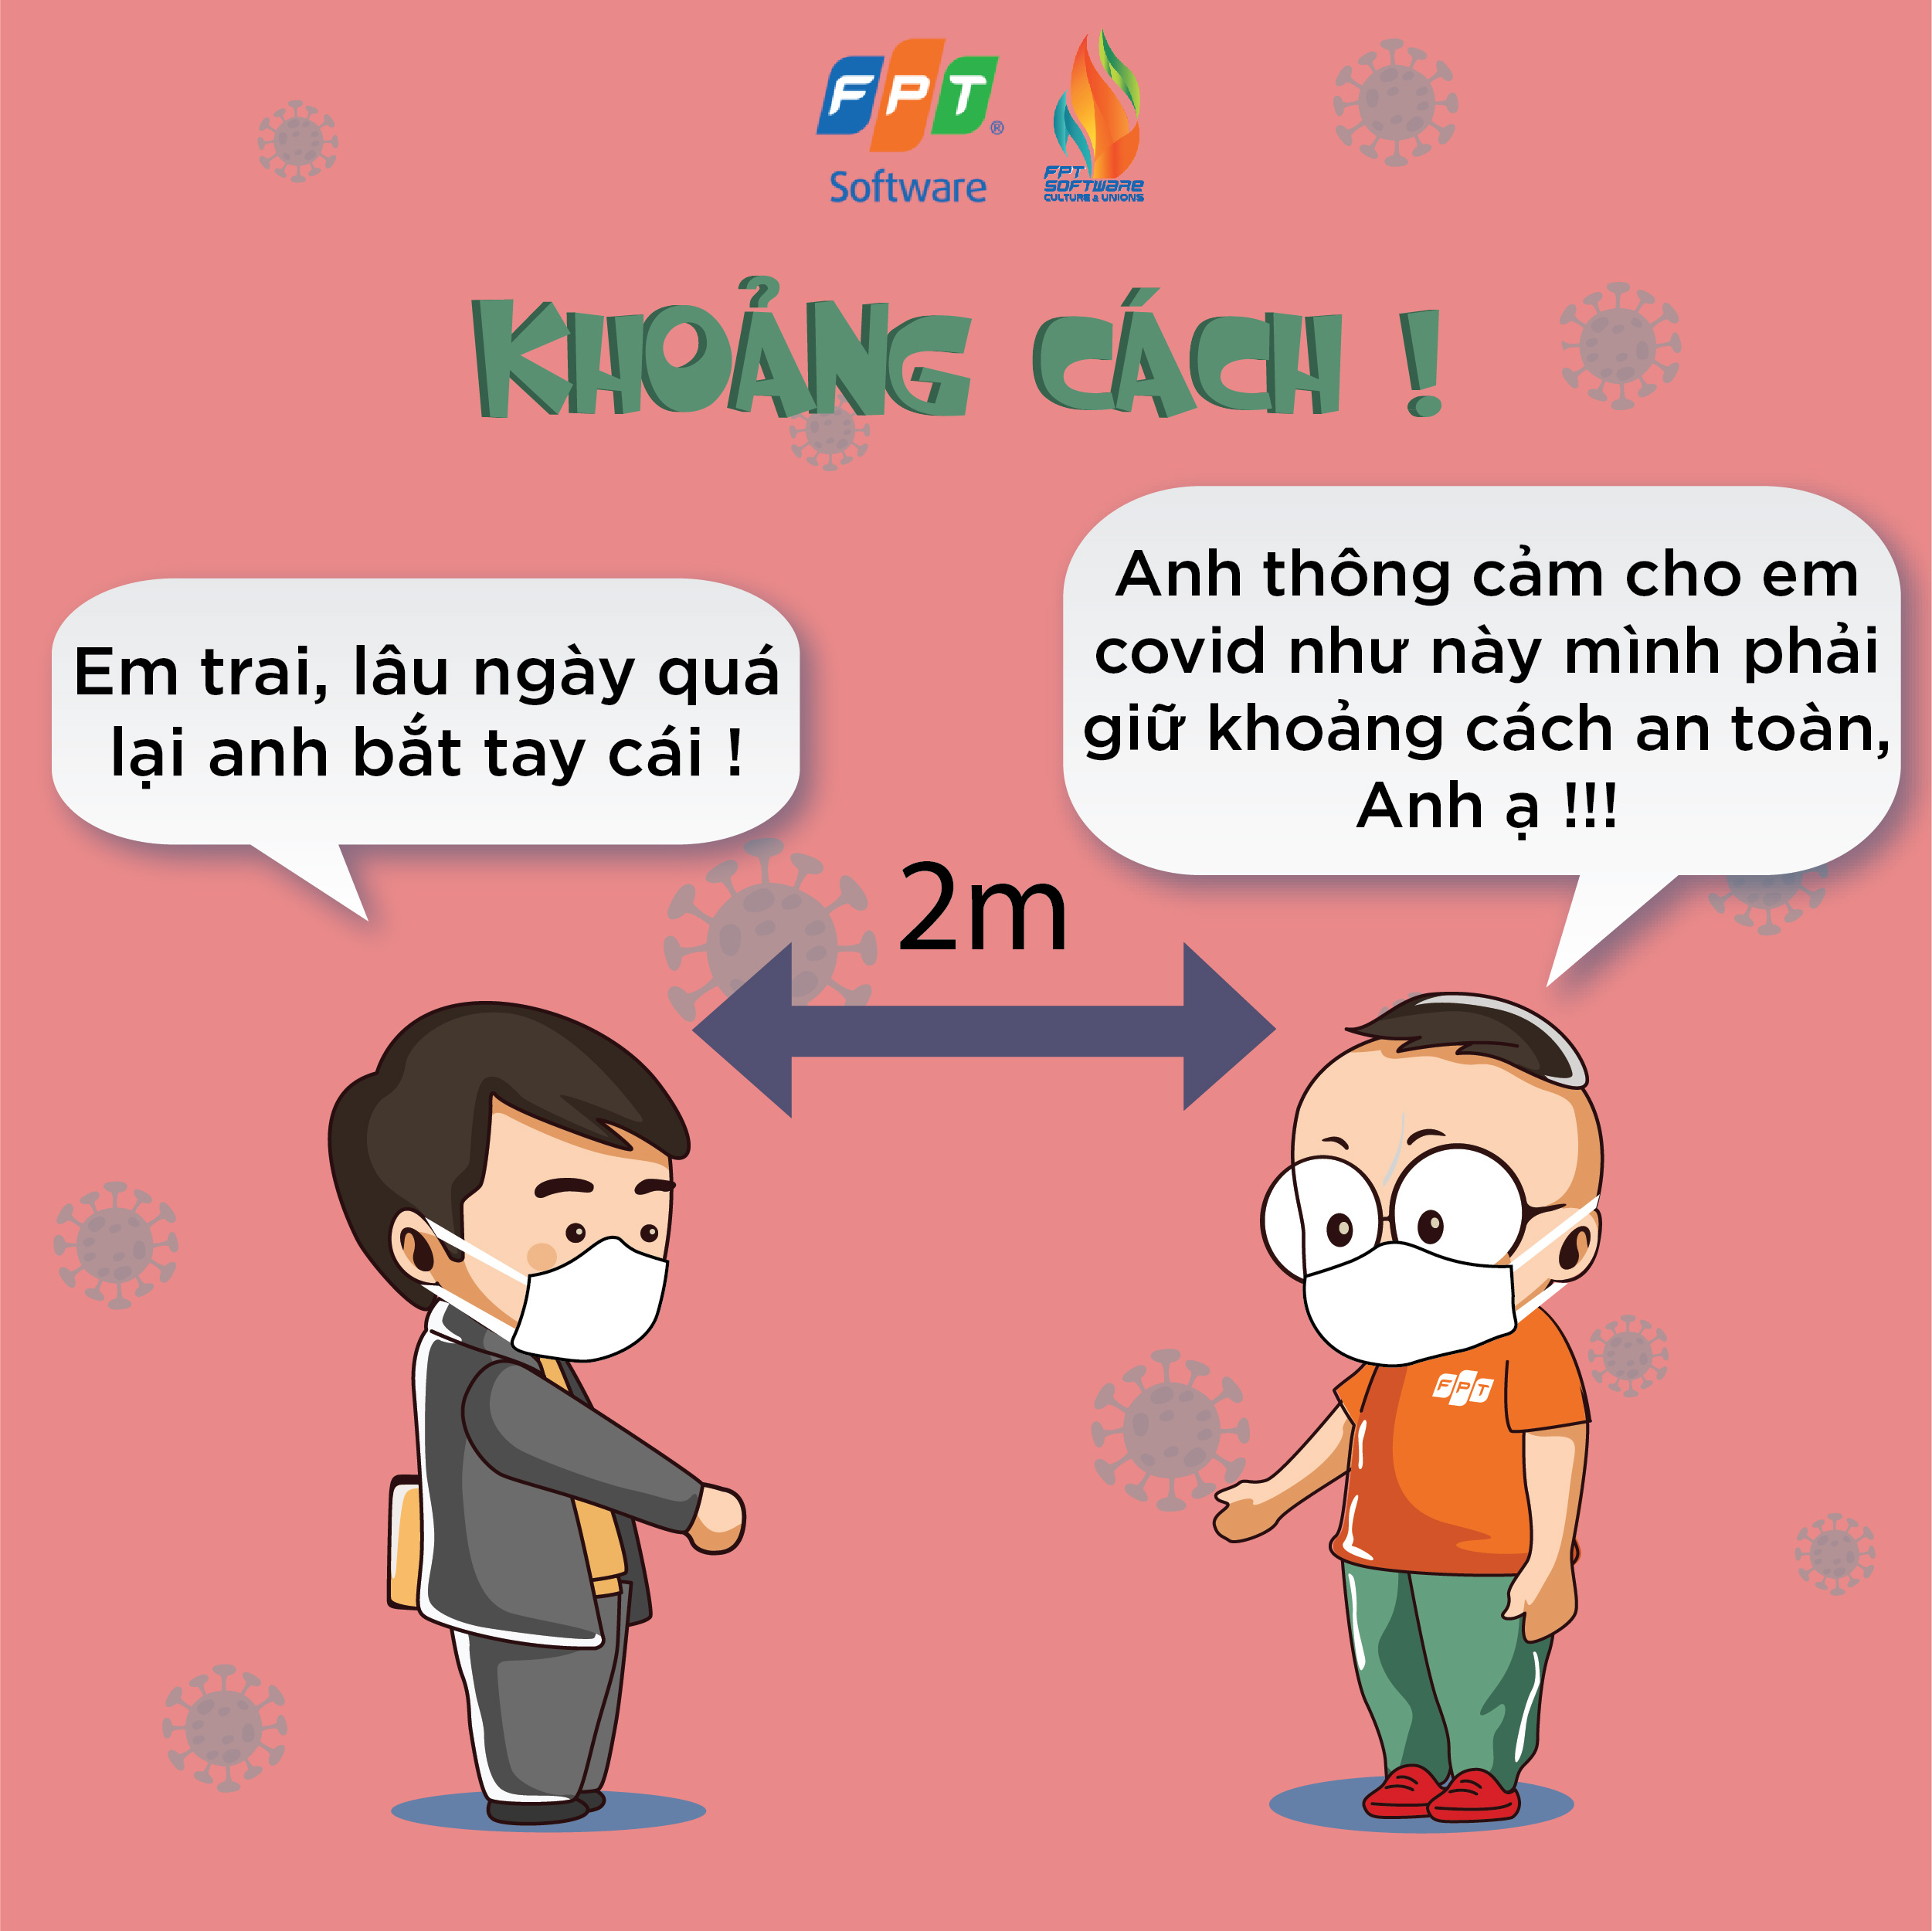 FPT
Software
FPT
SOFTWARE
CULTURE & UNIONS
KHOẢNG CÁCH !
Em trai, lâu ngày quá
lại anh bắt tay cái !
Anh thông cảm cho em
covid như này mình phải
giữ khoảng cách an toàn,
Anh ạ !!!
2m
FPT